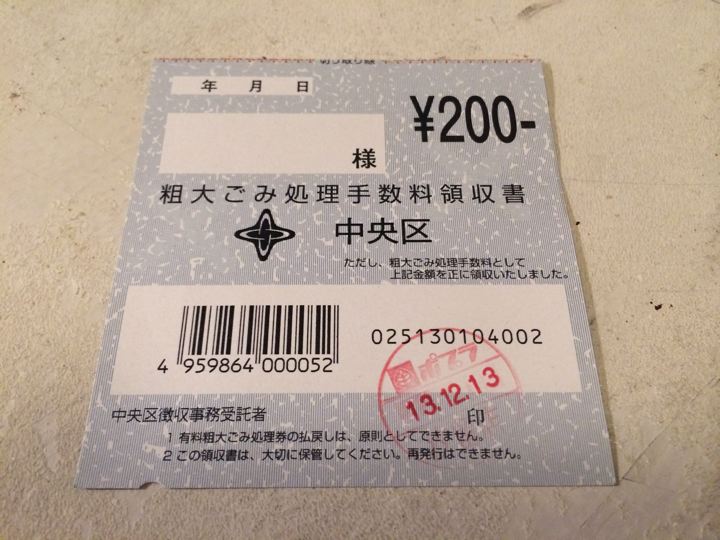 切り取り線
年 月 日
¥200-
様
粗大ごみ処理手数料領収書
中央区
ただし、粗大ごみ処理手数料として
上記金額を正に領収いたしました。
4 959864 000052
025130104002
ポプラ
13.12.13
中央区徴収事務受託者
印
1 有料粗大ごみ処理券の払戻しは、原則としてできません。
2 この領収書は、大切に保管してください。再発行はできません。